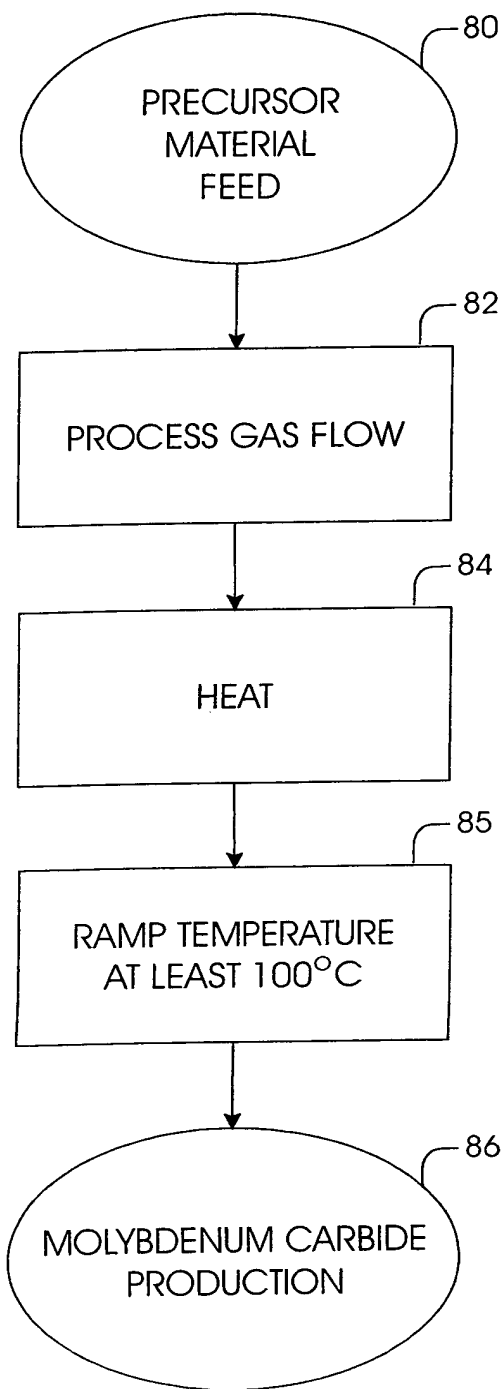 80
PRECURSOR
MATERIAL
FEED
82
PROCESS GAS FLOW
84
HEAT
85
RAMP TEMPERATURE
AT LEAST 100°C
86
MOLYBDENUM CARBIDE
PRODUCTION